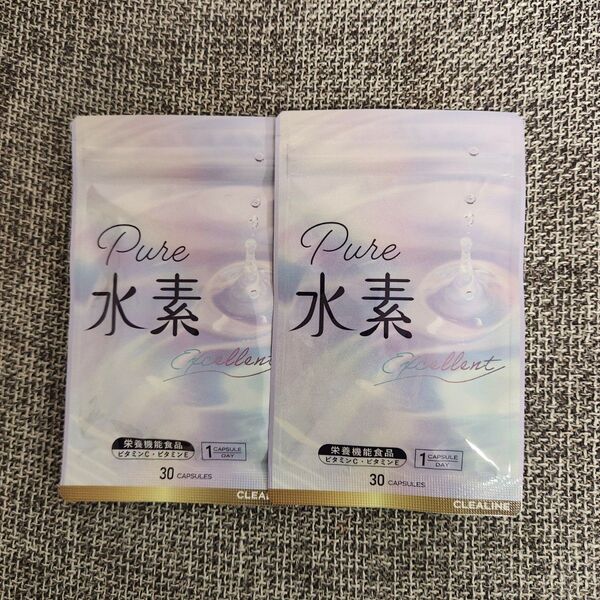 Pure
水素
Excellent
栄養機能食品
ビタミンC・ビタミンE
1 CAPSULE DAY
30 CAPSULES
CLEALINE
Pure
水素
Excellent
栄養機能食品
ビタミンC・ビタミンE
1 CAPSULE DAY
30 CAPSULES
CLEALINE